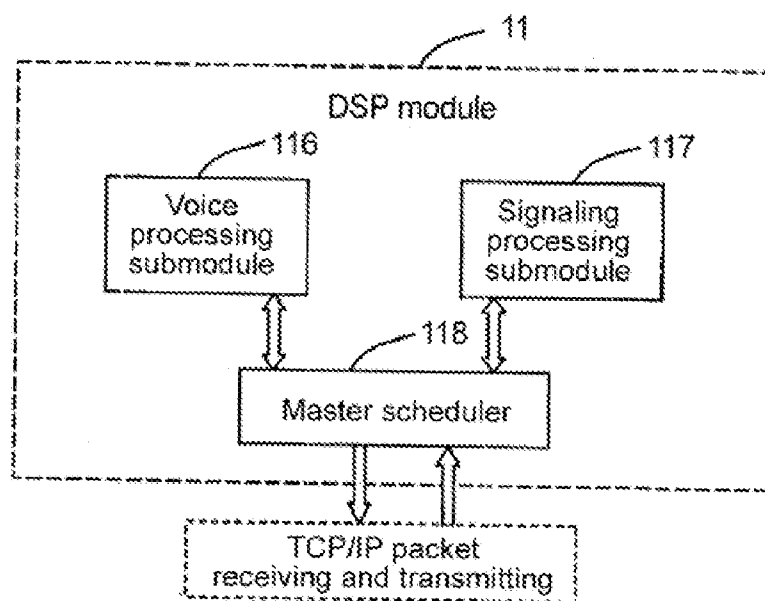 11
DSP module
116
117
Voice
processing
submodule
Signaling
processing
submodule
118
Master scheduler
TCP/IP packet
receiving and transmitting